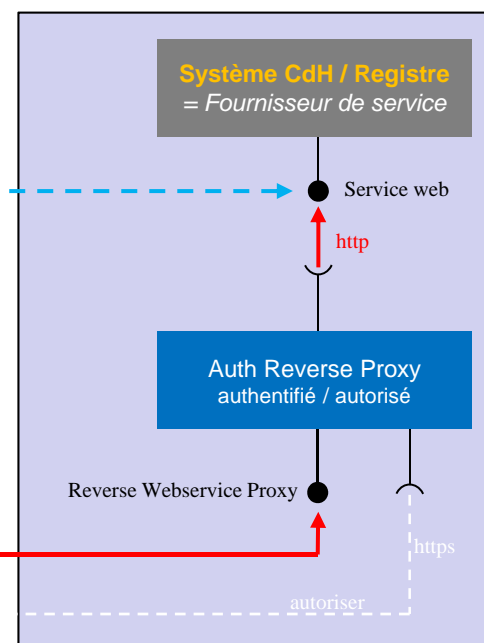 Système CdH / Registre
= Fournisseur de service
Service web
http
Auth Reverse Proxy
authentifié / autorisé
Reverse Webservice Proxy
https
autoriser